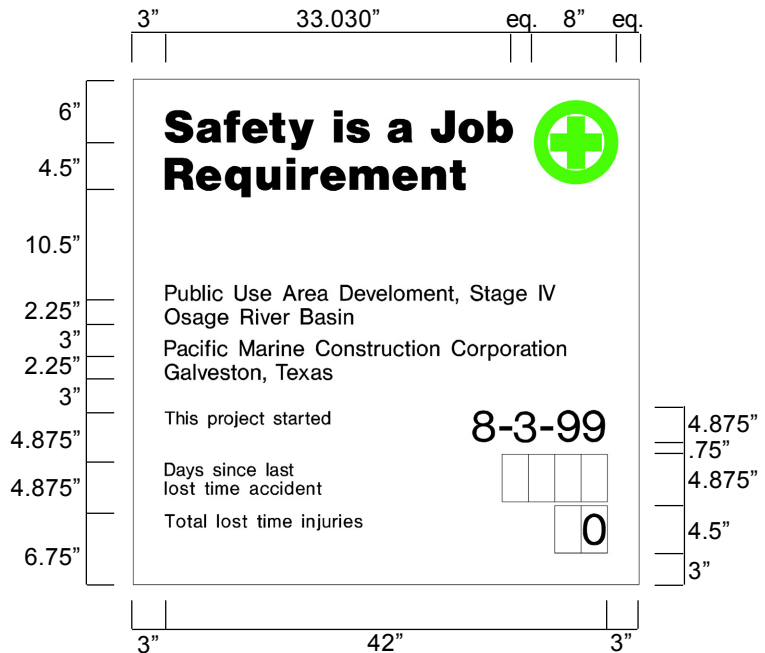 3” 33.030” eq. 8” eq.
6”
4.5”
10.5”
2.25”
3”
2.25”
3”
4.875”
4.875”
6.75”
Safety is a Job
Requirement
Public Use Area Develoment, Stage IV
Osage River Basin
Pacific Marine Construction Corporation
Galveston, Texas
This project started 8-3-99
Days since last
lost time accident
Total lost time injuries 0
4.875”
.75”
4.875”
4.5”
3”
3” 42” 3”